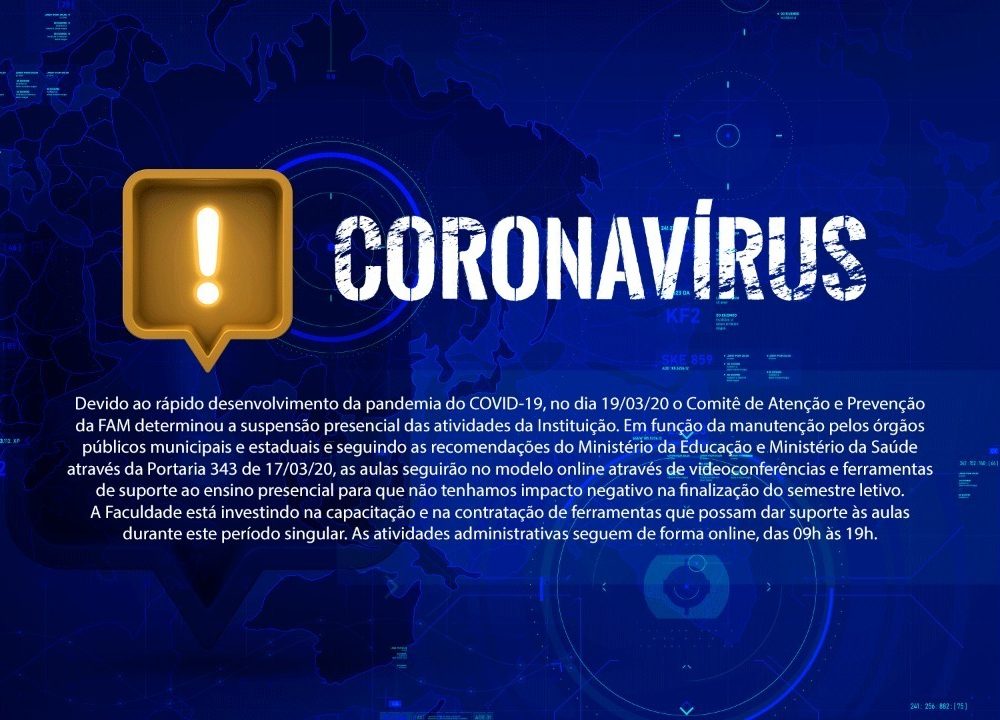 CORONAVÍRUS
Devido ao rápido desenvolvimento da pandemia do COVID-19, no dia 19/03/20 o Comitê de Atenção e Prevenção
da FAM determinou a suspensão presencial das atividades da Instituição. Em função da manutenção pelos órgãos
públicos municipais e estaduais e seguindo as recomendações do Ministério da Educação e Ministério da Saúde
através da Portaria 343 de 17/03/20, as aulas seguirão no modelo online através de videoconferências e ferramentas
de suporte ao ensino presencial para que não tenhamos impacto negativo na finalização do semestre letivo.
A Faculdade está investindo na capacitação e na contratação de ferramentas que possam dar suporte às aulas
durante este período singular. As atividades administrativas seguem de forma online, das 09h às 19h.
KF2
SKE 859